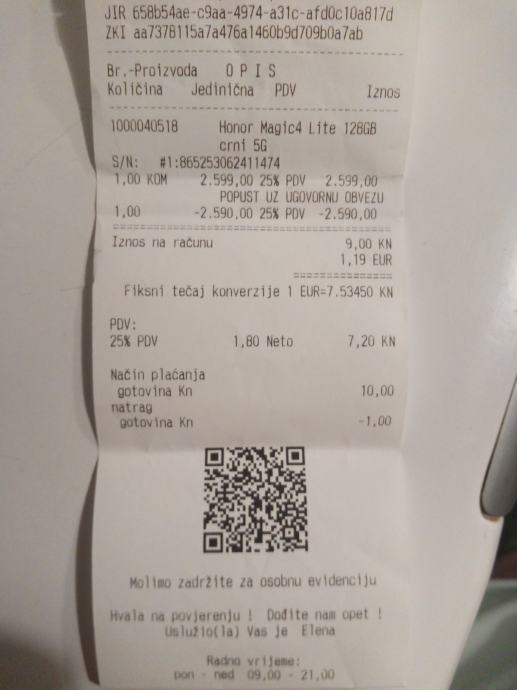 JIR 658b54ae-c9aa-4974-a31c-afd0c10a817d
ZKI aa7378115a7a476a1460b9d709b0a7ab
Br.-Proizvoda O P I S
Količina Jedinična PDV Iznos
1000040518 Honor Magic4 Lite 128GB
crni 5G
S/N: #1:865253062411474
1,00 KOM 2.599,00 25% PDV 2.599,00
POPUST UZ UGOVORNU OBVEZU
1,00 -2.590,00 25% PDV -2.590,00
Iznos na računu 9,00 KN
1,19 EUR
Fiksni tečaj konverzije 1 EUR=7.53450 KN
PDV:
25% PDV 1,80 Neto 7,20 KN
Način plaćanja
gotovina Kn 10,00
natrag
gotovina Kn -1,00
Molimo zadržite za osobnu evidenciju
Hvala na povjerenju ! Dođite nam opet !
Uslužio(la) Vas je Elena
Radno vrijeme:
pon - ned 09,00 - 21,00